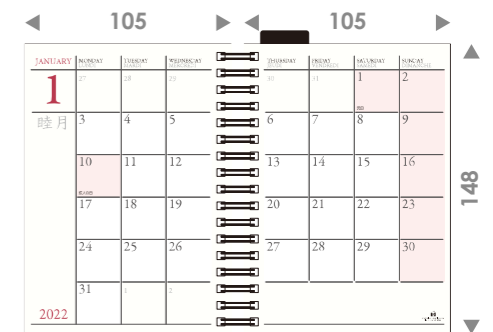 105 105
JANUARY MONDAY TUESDAY WEDNESDAY THURSDAY FRIDAY SATURDAY SUNDAY
1 27 28 29 30 31 1 2
睦月 3 4 5 6 7 8 9
10 11 12 13 14 15 16
17 18 19 20 21 22 23
24 25 26 27 28 29 30
31 1 2
2022
148